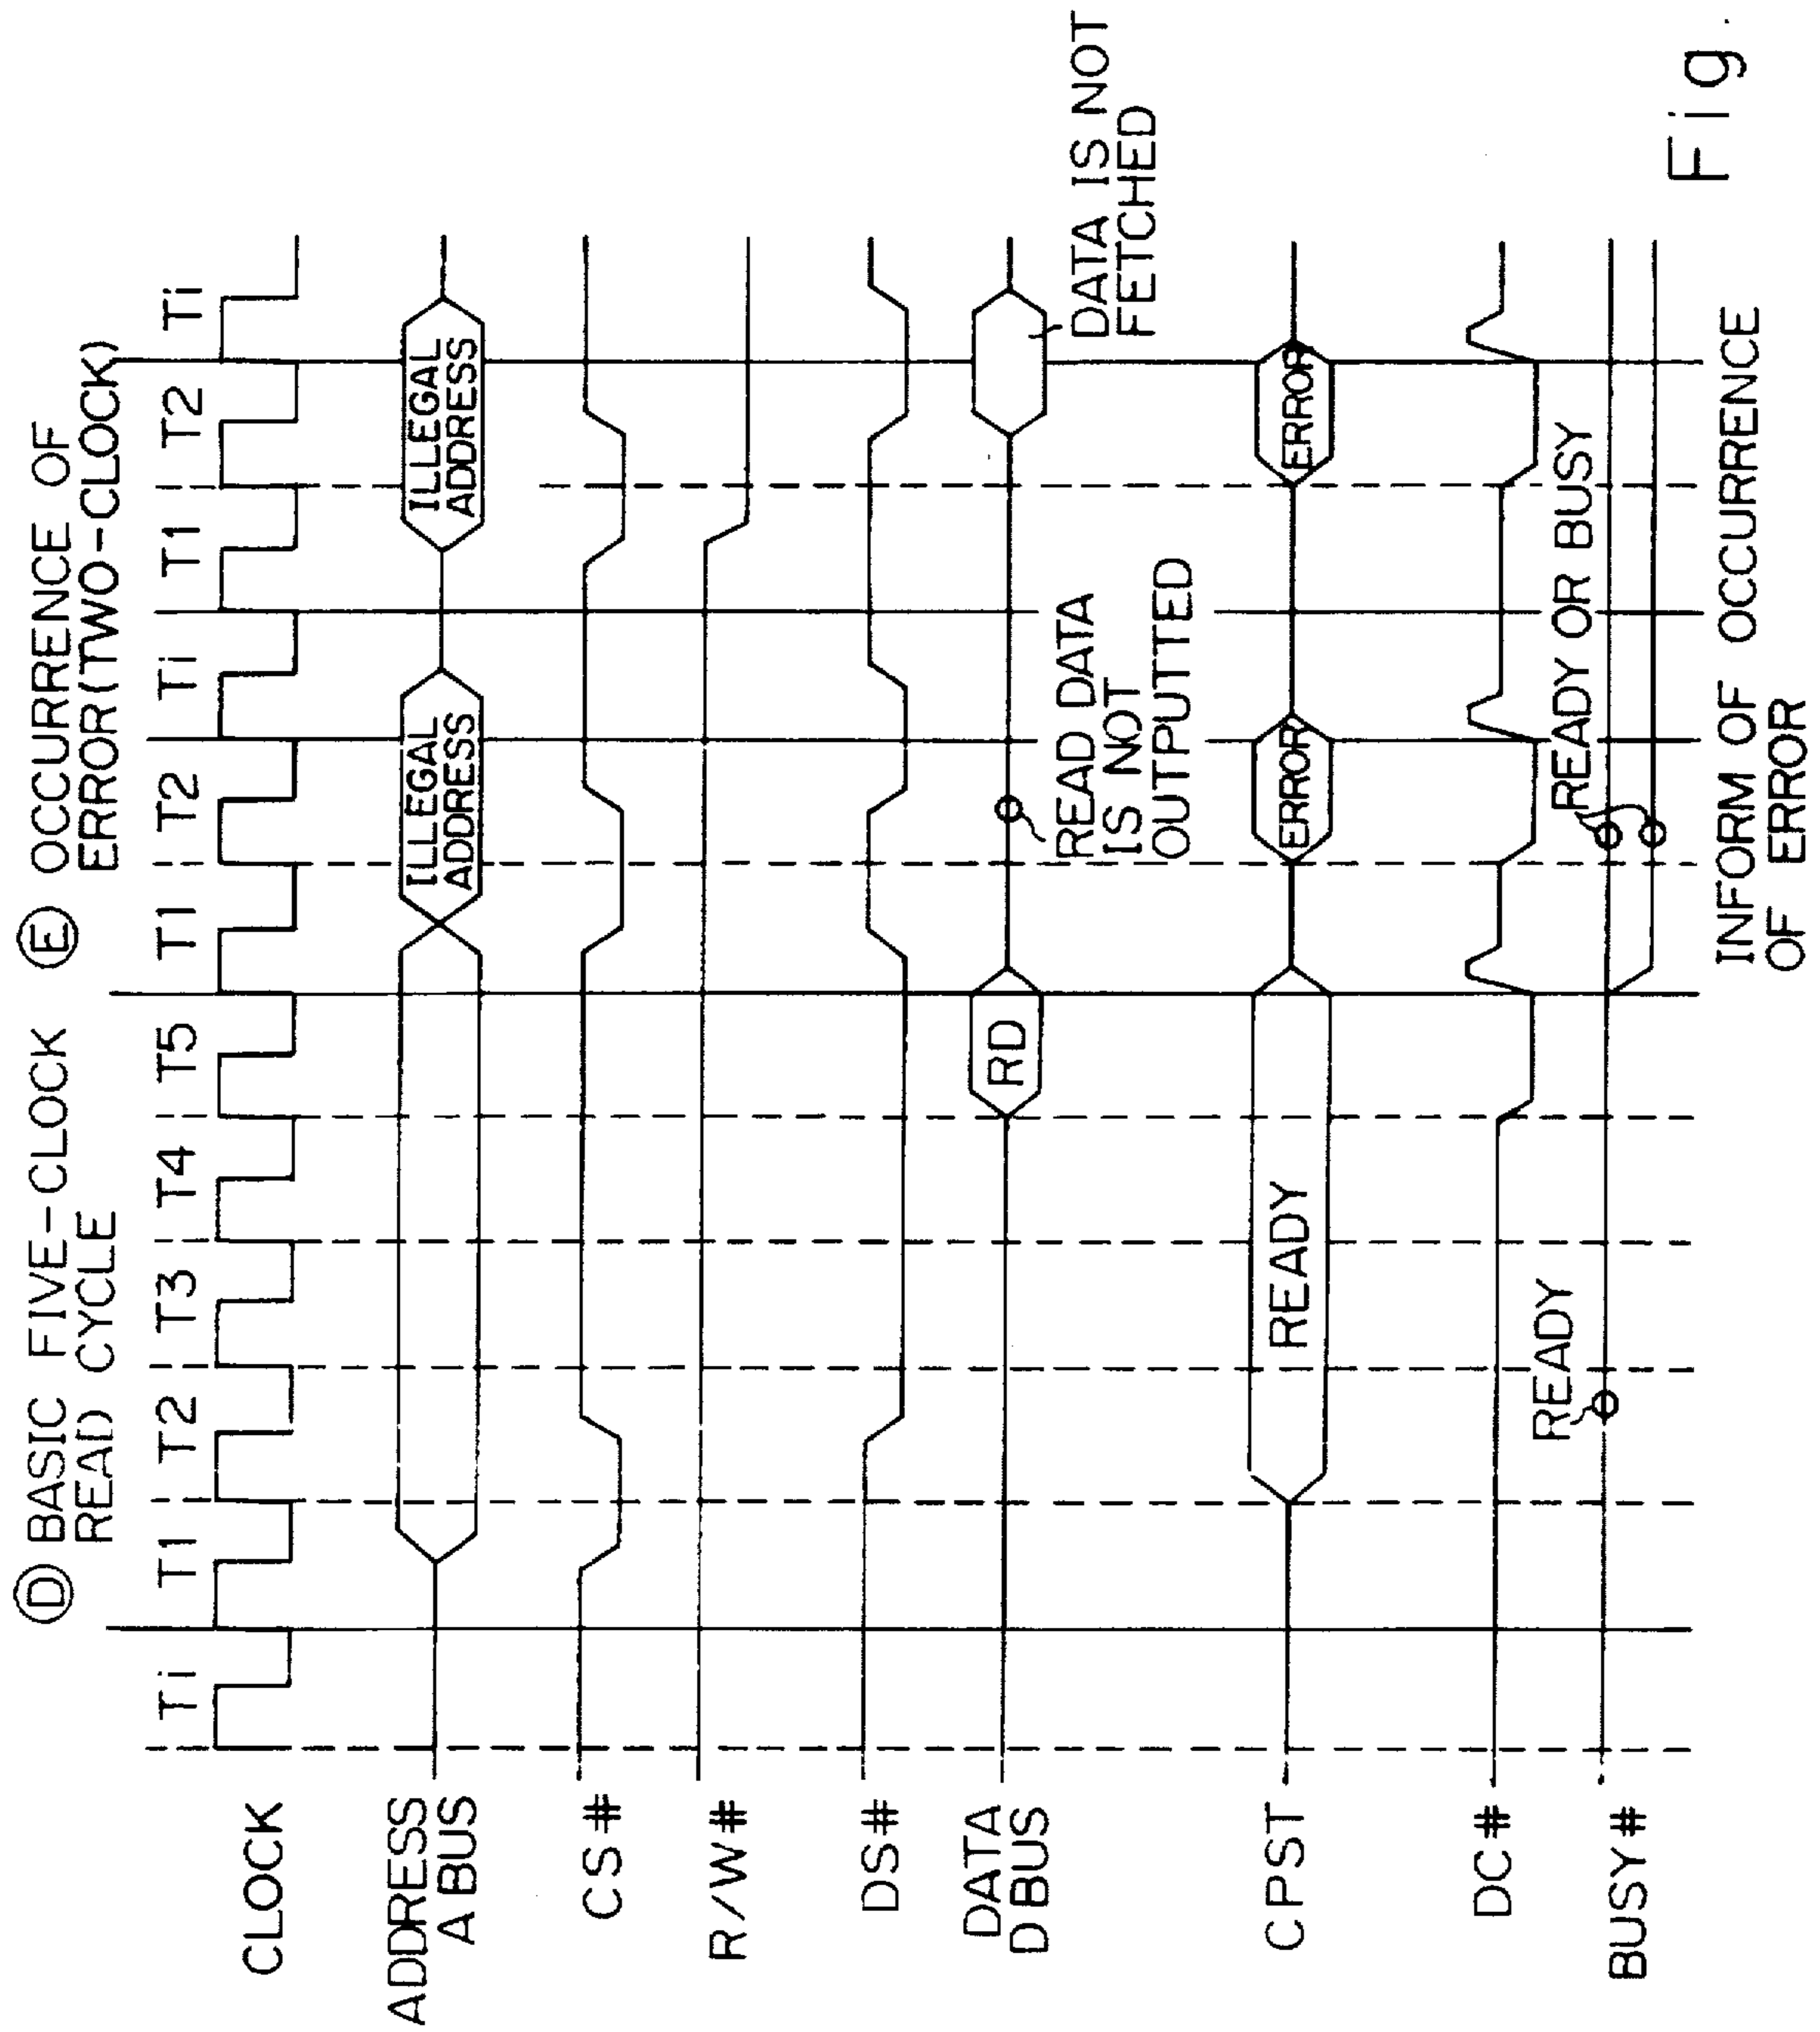 Ⓓ BASIC FIVE-CLOCK
READ CYCLE
Ⓔ OCCURRENCE OF
ERROR(TWO-CLOCK)
Ti T1 T2 T3 T4 T5 T1 T2 Ti T1 T2 Ti
CLOCK
ADDRESS
A BUS
ILLEGAL
ADDRESS
ILLEGAL
ADDRESS
CS#
R/W#
DS#
DATA
D BUS
RD
READ DATA
IS NOT
OUTPUTTED
DATA IS NOT
FETCHED
CPST
READY
ERROR
ERROR
DC#
BUSY#
READY
READY OR BUSY
INFORM OF OCCURRENCE
OF ERROR
Fig.